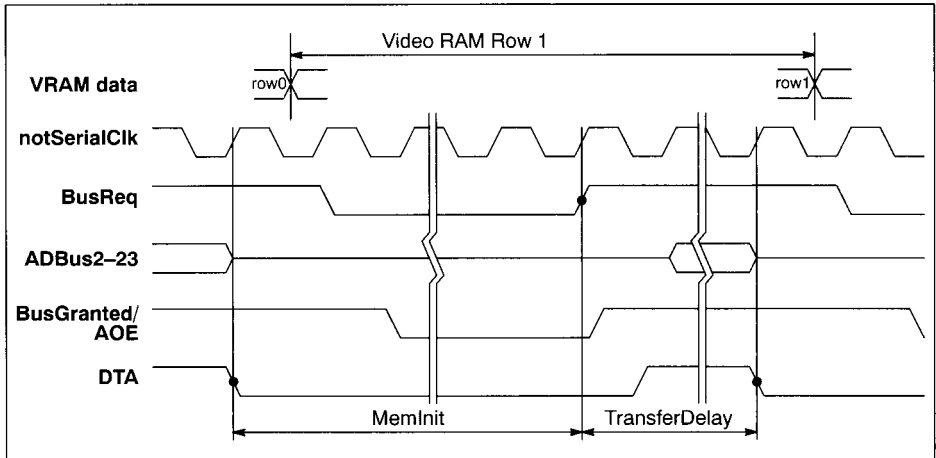 Video RAM Row 1
VRAM data
row0
row1
notSerialClk
BusReq
ADBus2–23
BusGranted/
AOE
DTA
MemInit
TransferDelay